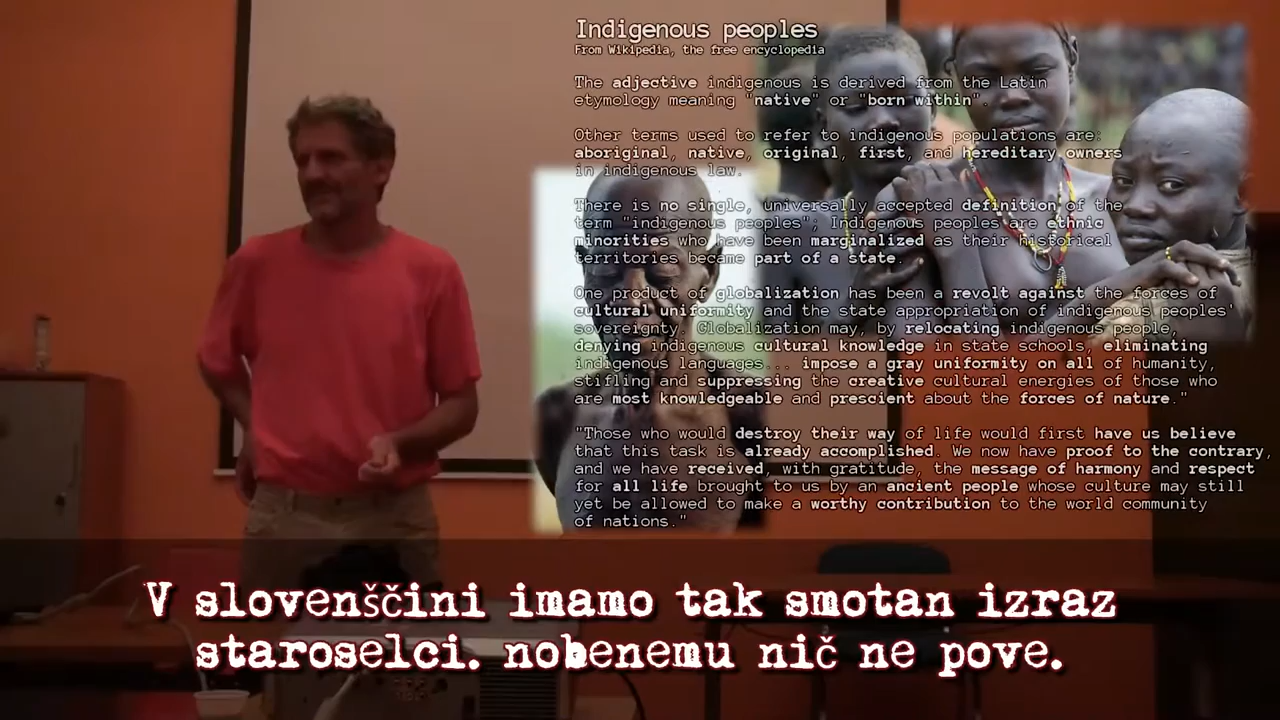 Indigenous peoples
From Wikipedia, the free encyclopedia
The adjective indigenous is derived from the Latin
etymology meaning "native" or "born within".
Other terms used to refer to indigenous populations are:
aboriginal, native, original, first, and hereditary owners
in indigenous law.
There is no single, universally accepted definition of the
term "indigenous peoples"; Indigenous peoples are ethnic
minorities who have been marginalized as their historical
territories became part of a state.
One product of globalization has been a revolt against the forces of
cultural uniformity and the state appropriation of indigenous peoples'
sovereignty. Globalization may, by relocating indigenous people,
denying indigenous cultural knowledge in state schools, eliminating
indigenous languages... impose a gray uniformity on all of humanity,
stifling and suppressing the creative cultural energies of those who
are most knowledgeable and prescient about the forces of nature."
"Those who would destroy their way of life would first have us believe
that this task is already accomplished. We now have proof to the contrary,
and we have received, with gratitude, the message of harmony and respect
for all life brought to us by an ancient people whose culture may still
yet be allowed to make a worthy contribution to the world community
of nations."
V slovenščini imamo tak smotan izraz
staroselci. nobenemu nič ne pove.